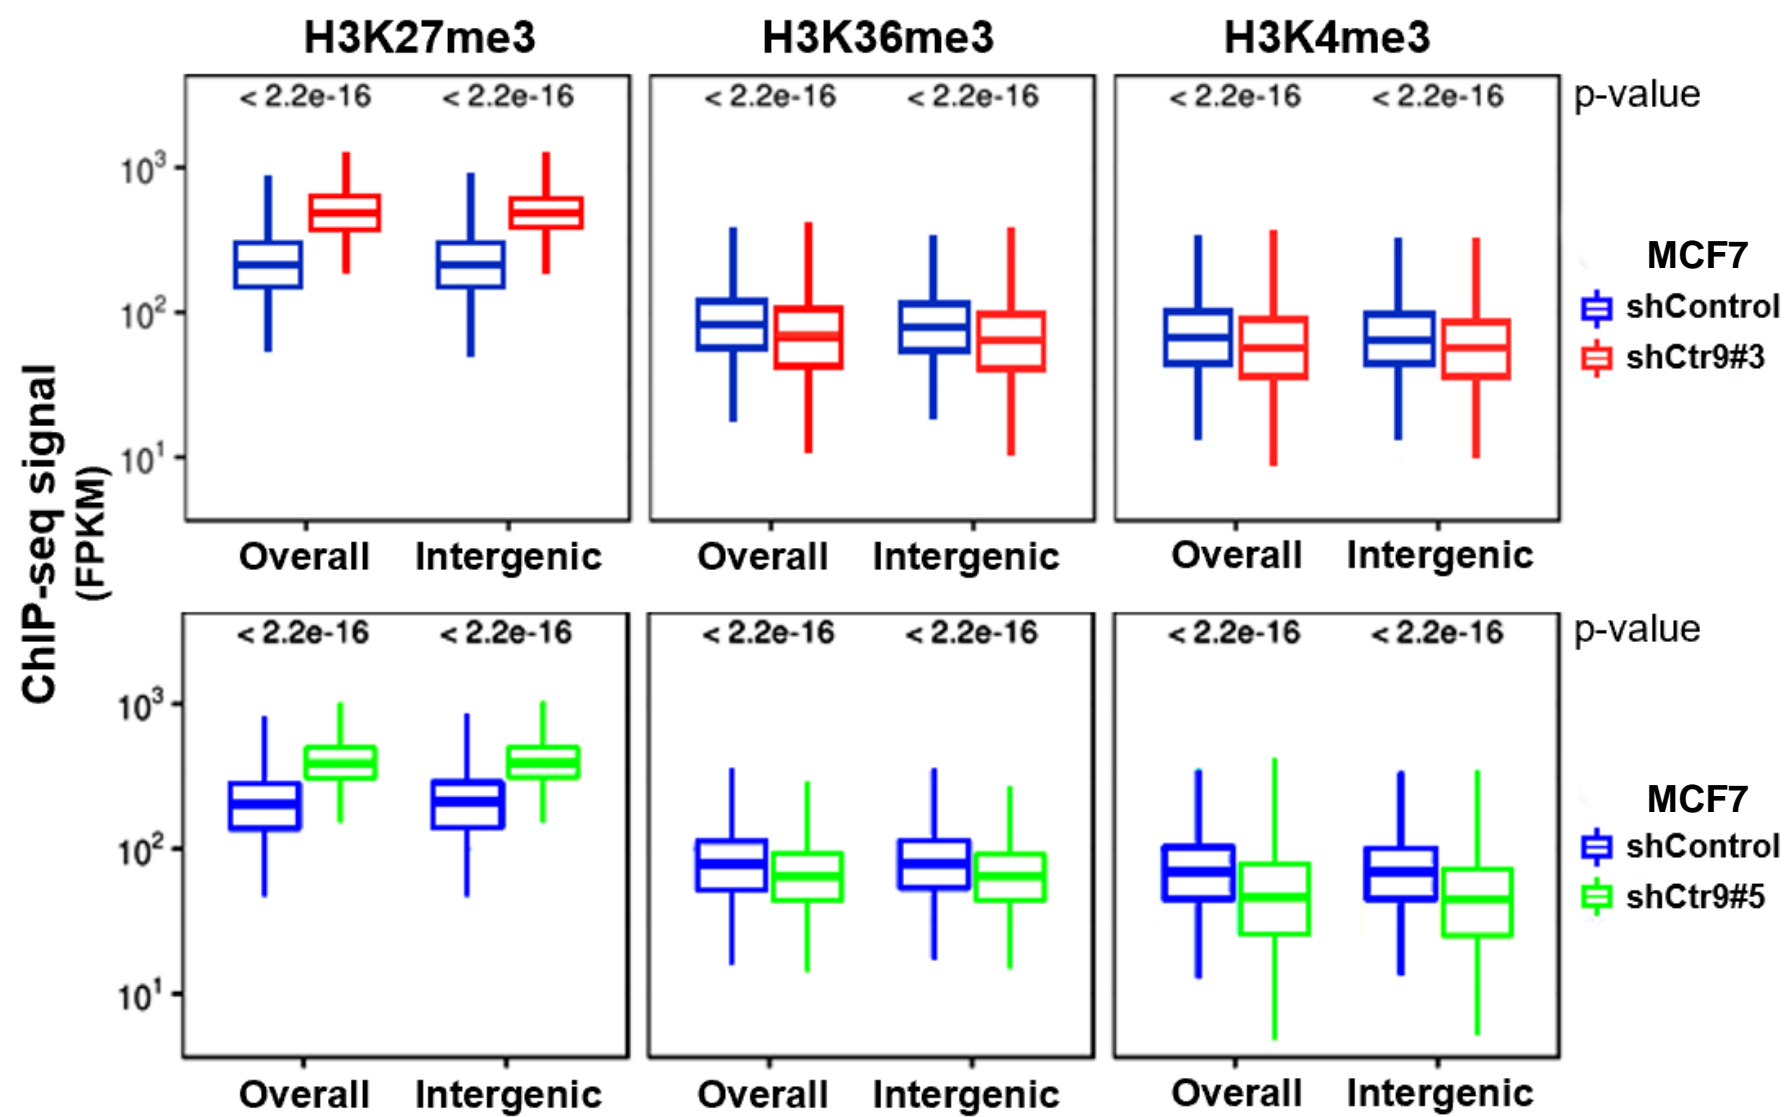 H3K27me3 H3K36me3 H3K4me3
< 2.2e-16 < 2.2e-16 < 2.2e-16 < 2.2e-16 < 2.2e-16 < 2.2e-16 p-value
10³
10²
10¹
MCF7
shControl
shCtr9#3
Overall Intergenic Overall Intergenic Overall Intergenic
ChIP-seq signal
(FPKM)
< 2.2e-16 < 2.2e-16 < 2.2e-16 < 2.2e-16 < 2.2e-16 < 2.2e-16 p-value
10³
10²
10¹
MCF7
shControl
shCtr9#5
Overall Intergenic Overall Intergenic Overall Intergenic